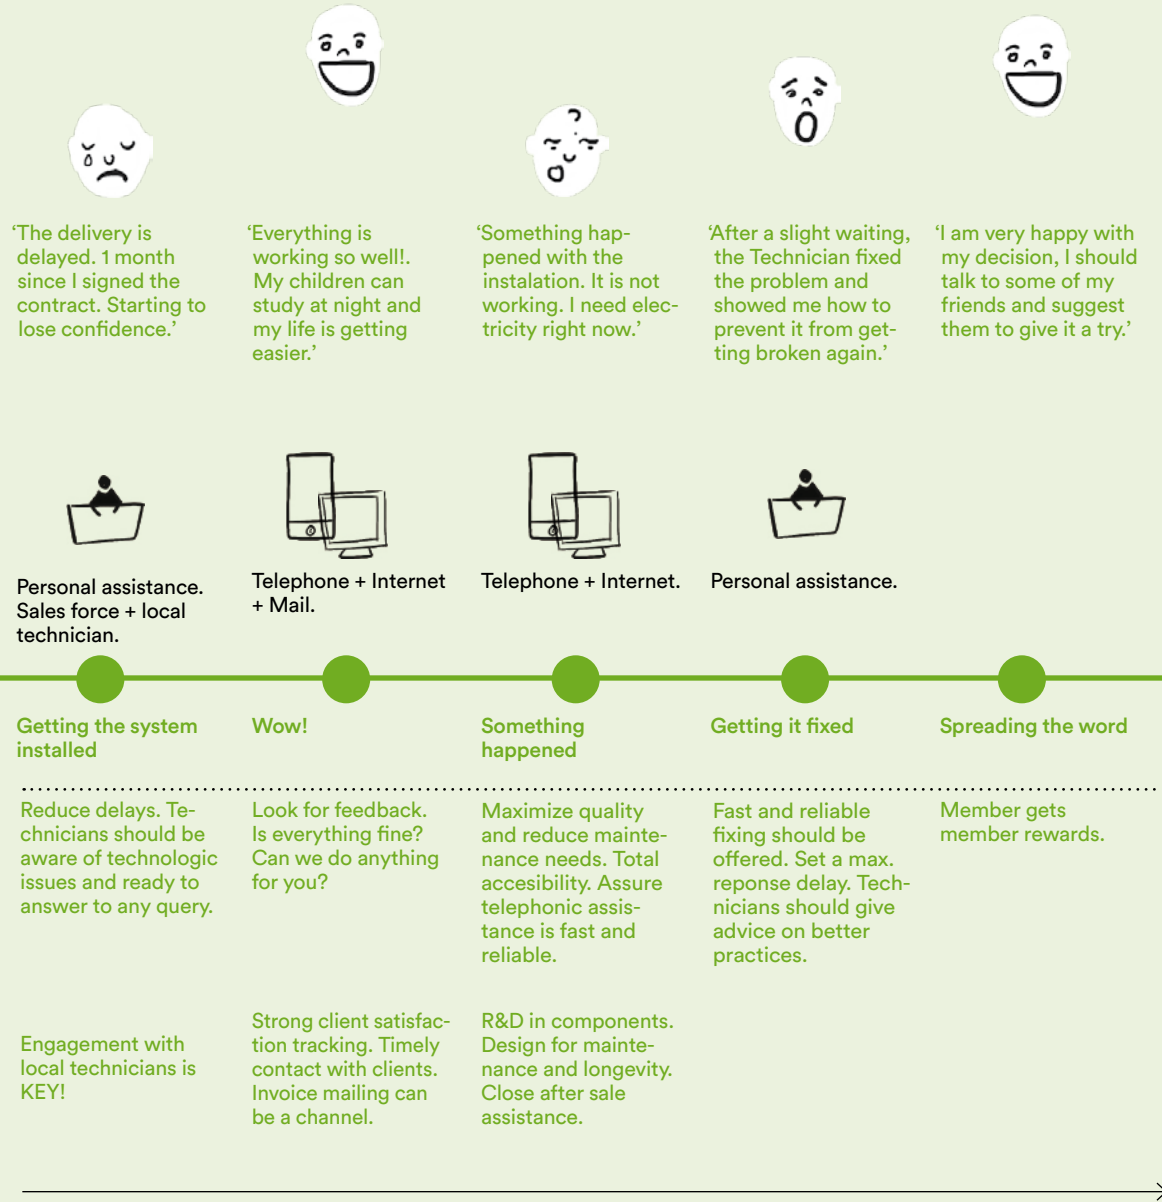 ‘The delivery is
delayed. 1 month
since I signed the
contract. Starting to
lose confidence.’
‘Everything is
working so well!.
My children can
study at night and
my life is getting
easier.’
‘Something hap-
pened with the
instalation. It is not
working. I need elec-
tricity right now.’
‘After a slight waiting,
the Technician fixed
the problem and
showed me how to
prevent it from get-
ting broken again.’
‘I am very happy with
my decision, I should
talk to some of my
friends and suggest
them to give it a try.’
Personal assistance.
Sales force + local
technician.
Telephone + Internet
+ Mail.
Telephone + Internet.
Personal assistance.
Getting the system
installed
Wow!
Something
happened
Getting it fixed
Spreading the word
Reduce delays. Te-
chnicians should be
aware of technologic
issues and ready to
answer to any query.
Look for feedback.
Is everything fine?
Can we do anything
for you?
Maximize quality
and reduce mainte-
nance needs. Total
accesibility. Assure
telephonic assis-
tance is fast and
reliable.
Fast and reliable
fixing should be
offered. Set a max.
reponse delay. Tech-
nicians should give
advice on better
practices.
Member gets
member rewards.
Engagement with
local technicians is
KEY!
Strong client satisfac-
tion tracking. Timely
contact with clients.
Invoice mailing can
be a channel.
R&D in components.
Design for mainte-
nance and longevity.
Close after sale
assistance.